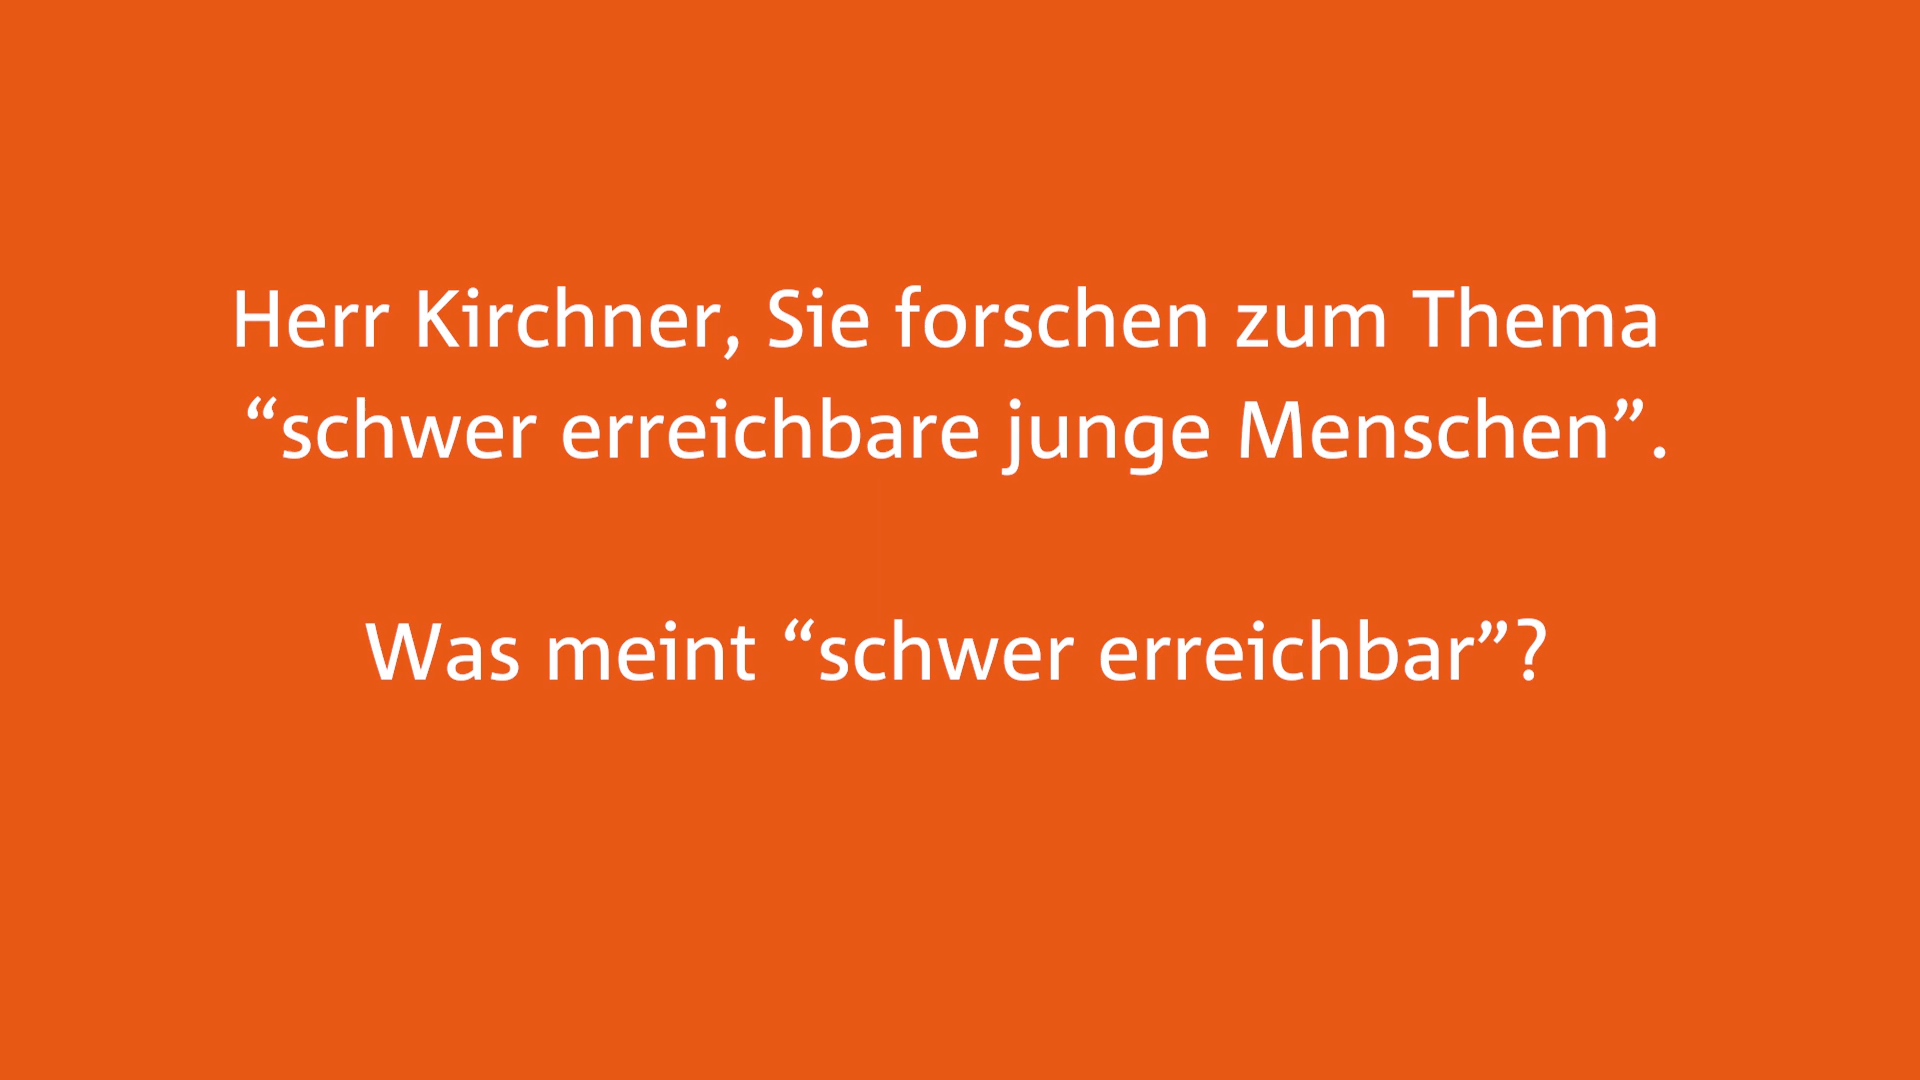 Herr Kirchner, Sie forschen zum Thema
“schwer erreichbare junge Menschen”.
Was meint “schwer erreichbar”?